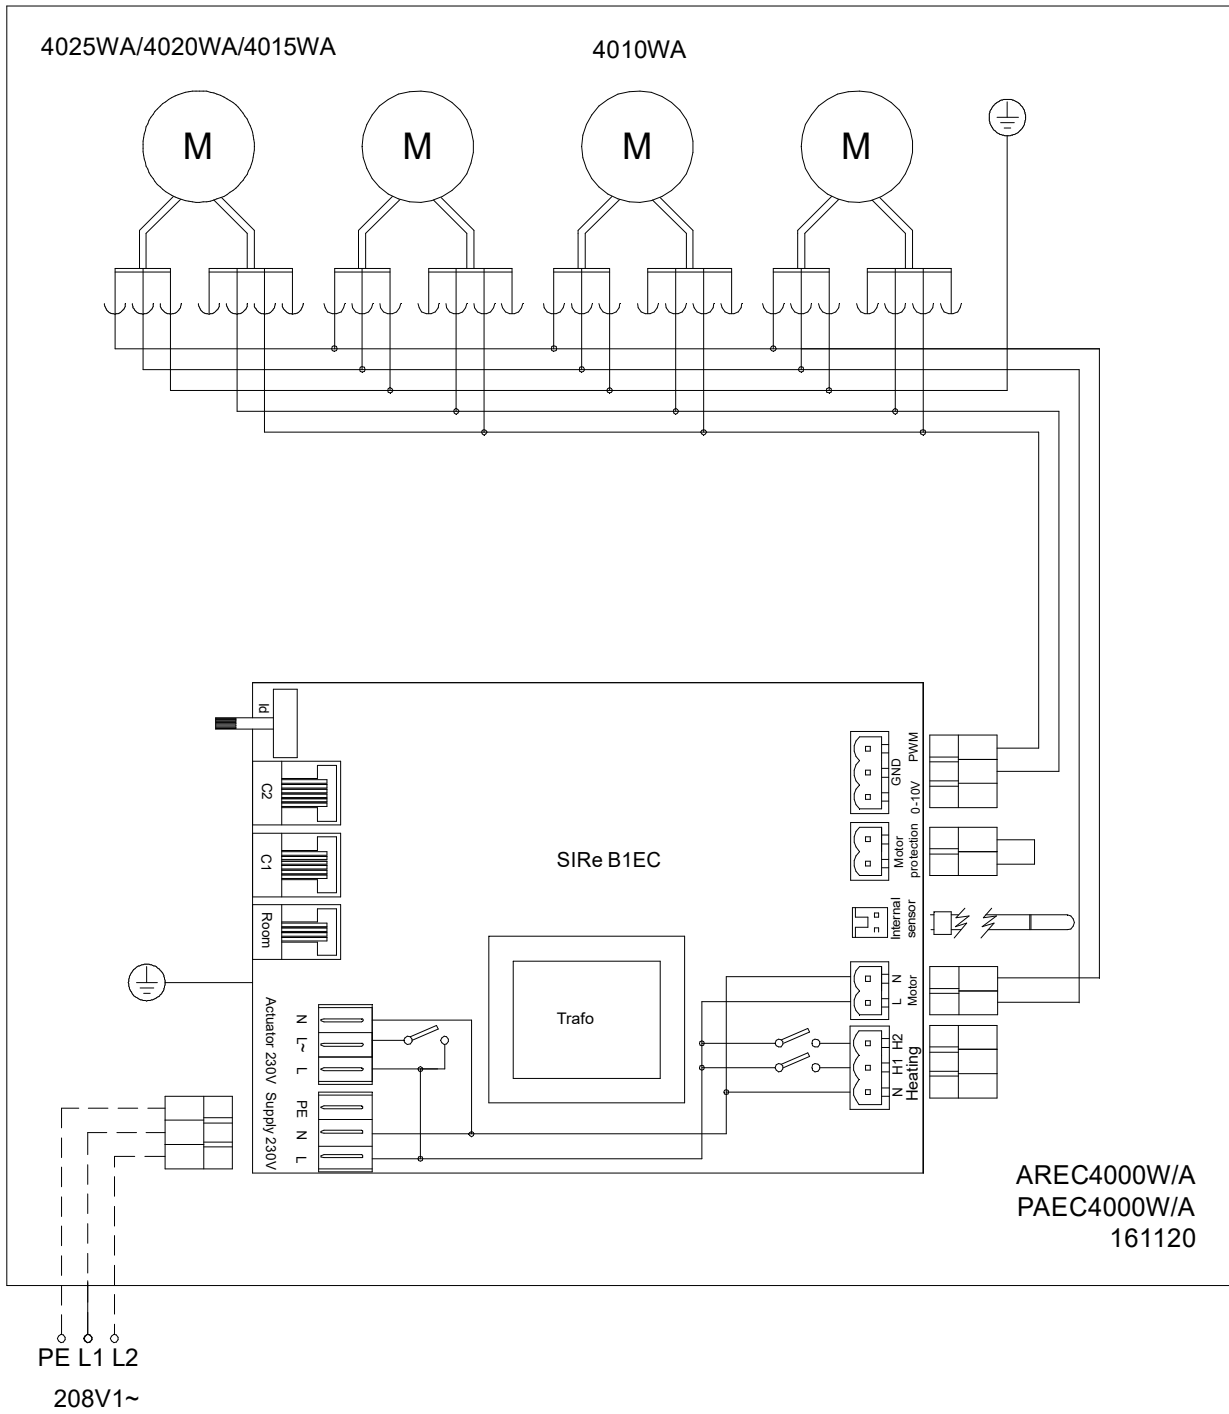 4025WA/4020WA/4015WA
4010WA
M
M
M
M
Id
C2
C1
Room
SIRe B1EC
Trafo
PWM
GND
0-10V
Motor
protection
Internal
sensor
N
L
Motor
H2
H1
N
Heating
Actuator 230V
N
L~
L
Supply 230V
PE
N
L
AREC4000W/A
PAEC4000W/A
161120
PE L1 L2
208V1~